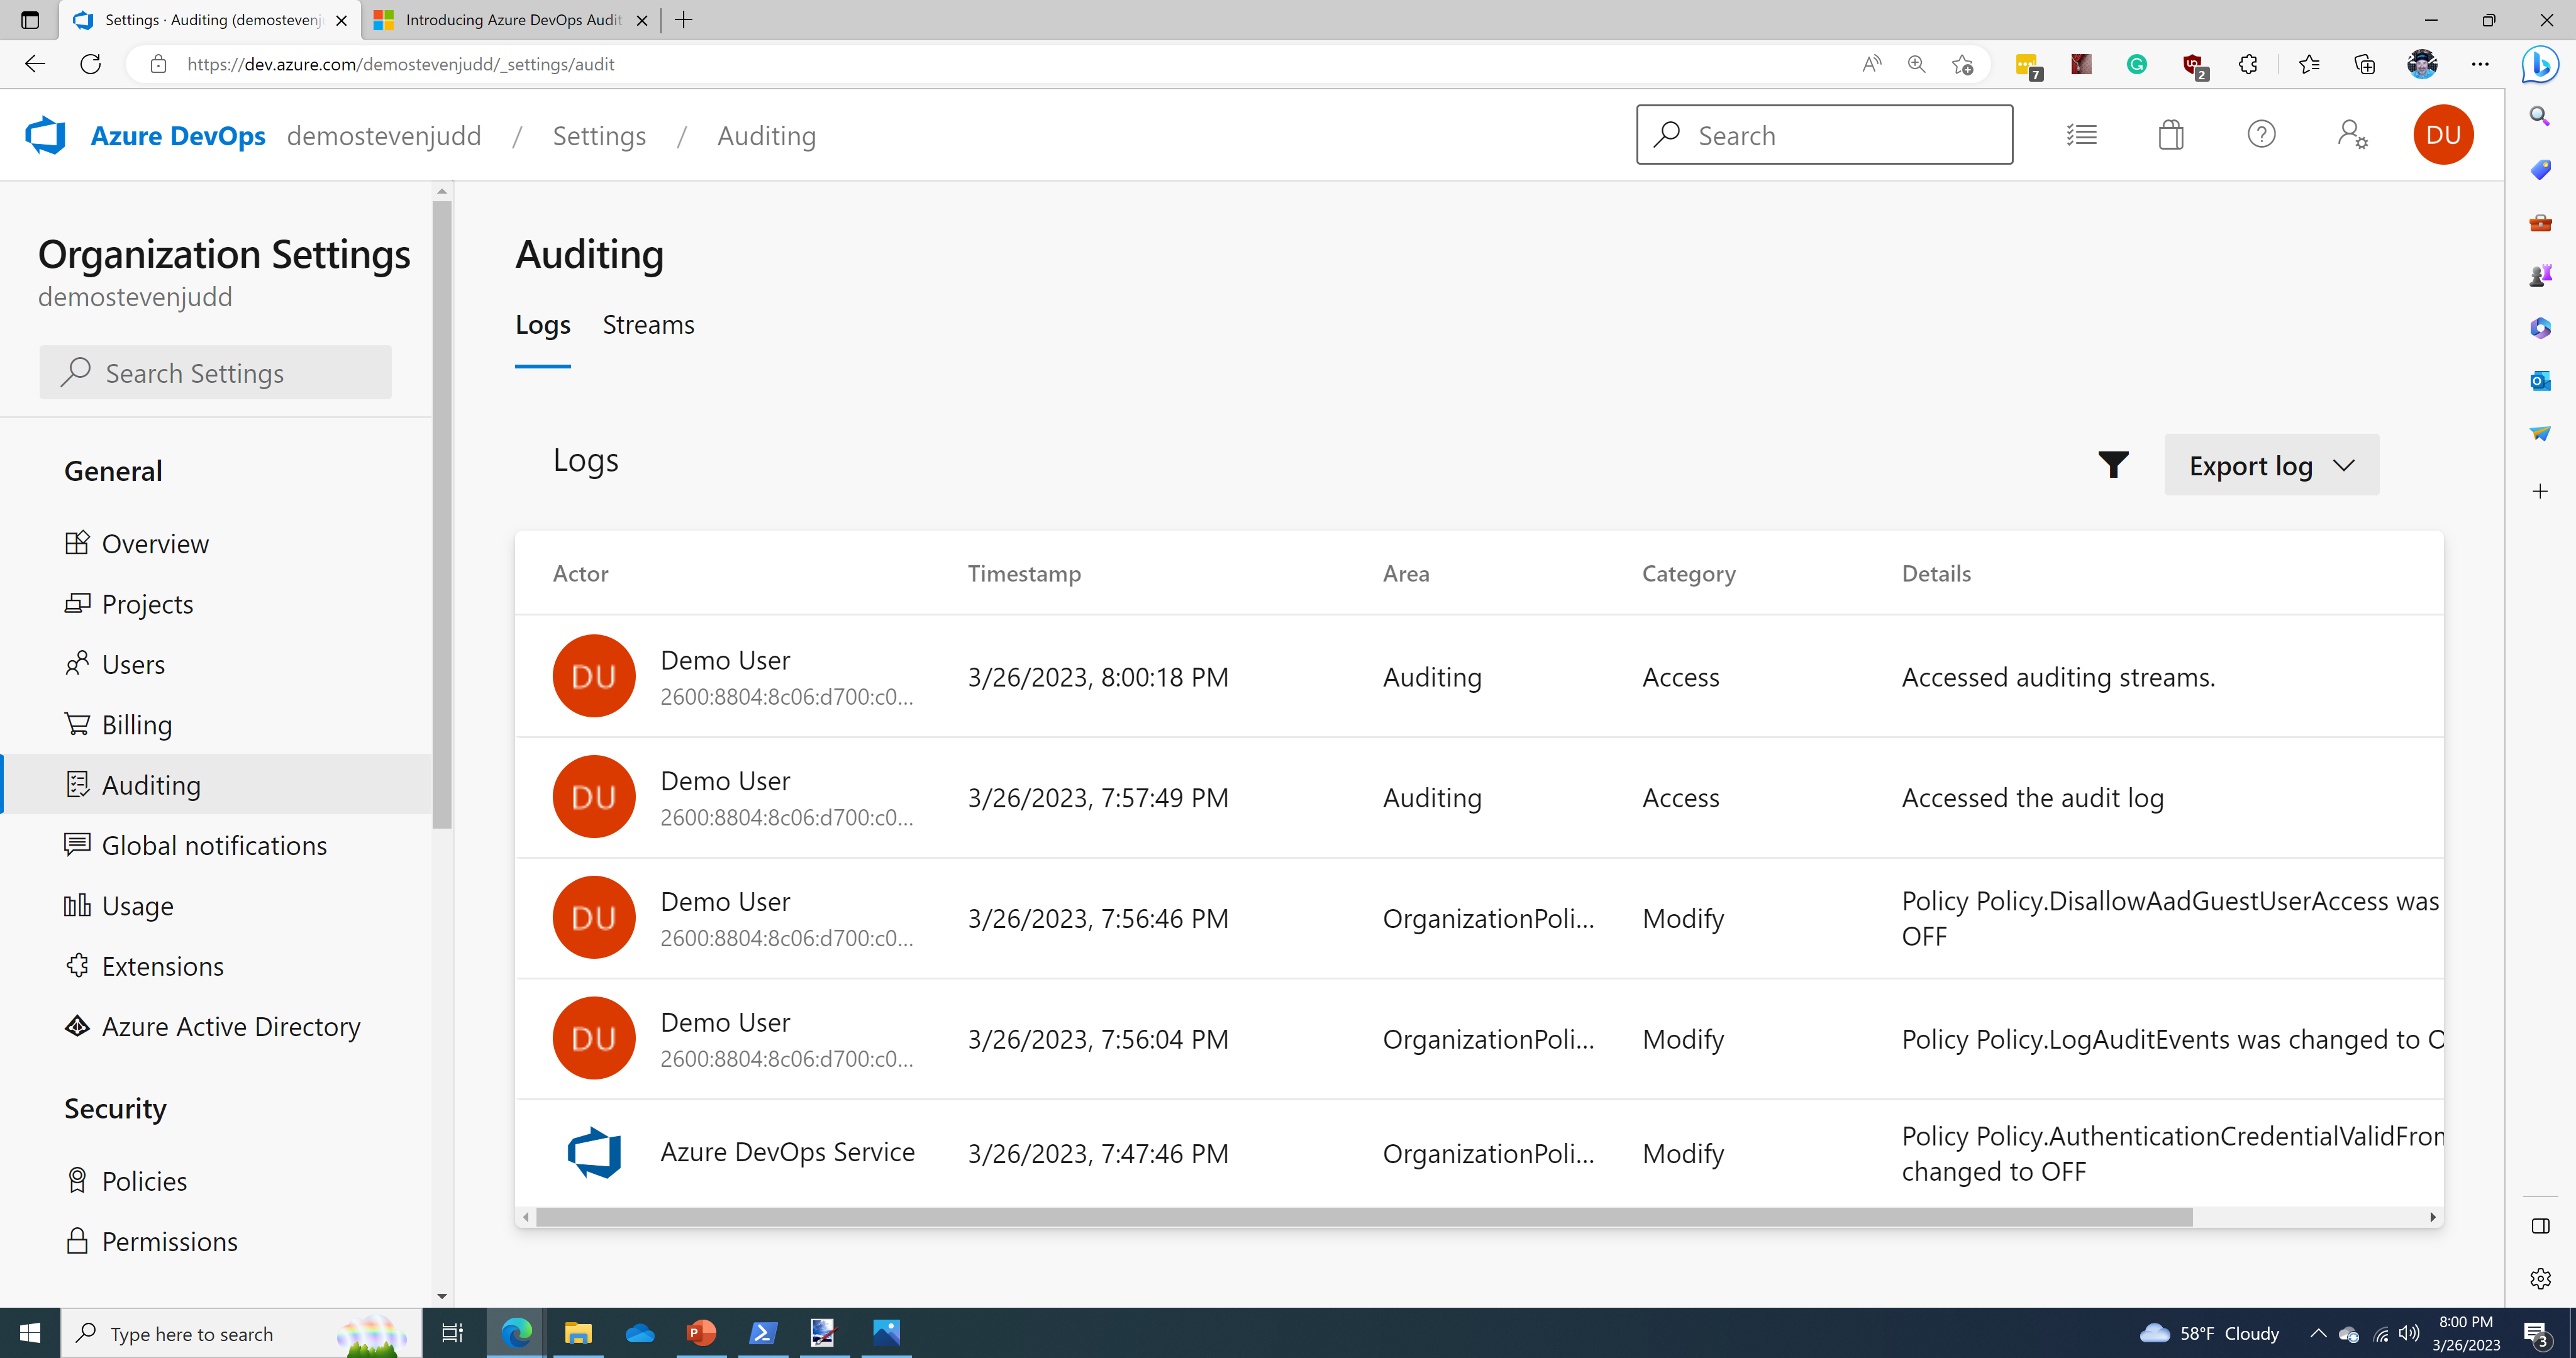 Settings · Auditing (demostevenj
Introducing Azure DevOps Audit
https://dev.azure.com/demostevenjudd/_settings/audit
7
2
Azure DevOps demostevenjudd / Settings / Auditing
Search
DU
Organization Settings
demostevenjudd
Search Settings
General
Overview
Projects
Users
Billing
Auditing
Global notifications
Usage
Extensions
Azure Active Directory
Security
Policies
Permissions
Auditing
Logs Streams
Logs
Export log
Actor Timestamp Area Category Details
DU Demo User 3/26/2023, 8:00:18 PM Auditing Access Accessed auditing streams.
2600:8804:8c06:d700:c0...
DU Demo User 3/26/2023, 7:57:49 PM Auditing Access Accessed the audit log
2600:8804:8c06:d700:c0...
DU Demo User 3/26/2023, 7:56:46 PM OrganizationPoli... Modify Policy Policy.DisallowAadGuestUserAccess was
2600:8804:8c06:d700:c0... OFF
DU Demo User 3/26/2023, 7:56:04 PM OrganizationPoli... Modify Policy Policy.LogAuditEvents was changed to O
2600:8804:8c06:d700:c0...
Azure DevOps Service 3/26/2023, 7:47:46 PM OrganizationPoli... Modify Policy Policy.AuthenticationCredentialValidFrom
changed to OFF
Type here to search
58°F Cloudy
8:00 PM
3/26/2023
3